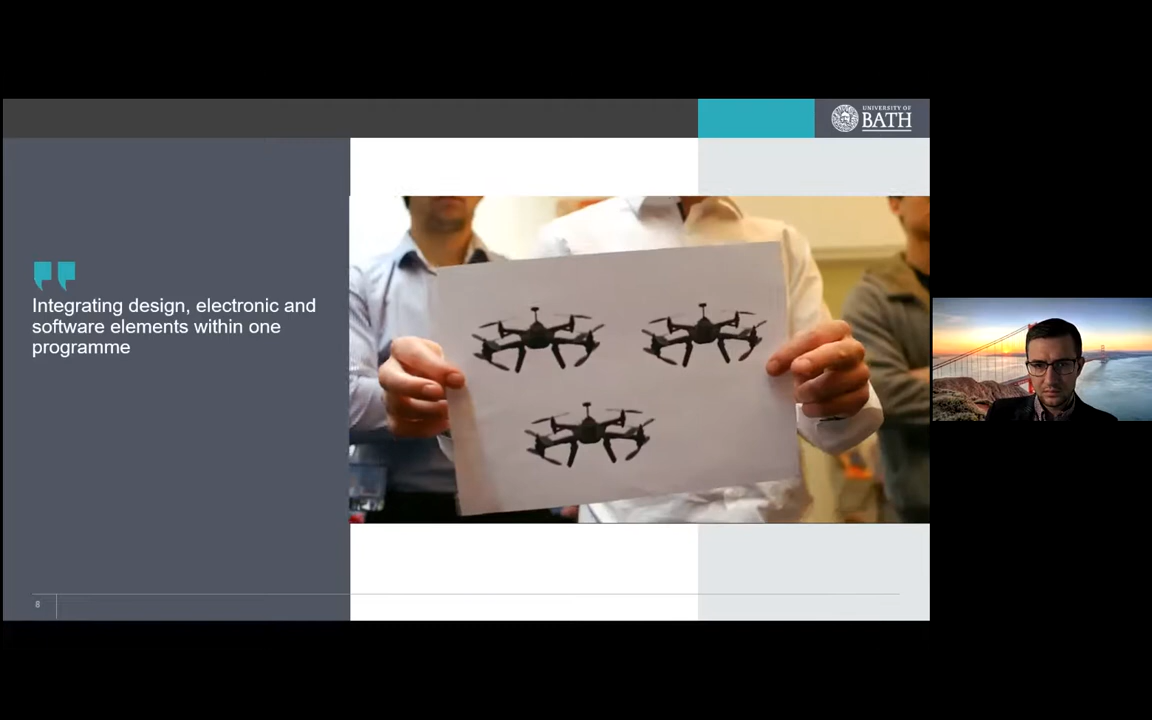 UNIVERSITY OF
BATH
Integrating design, electronic and
software elements within one
programme
8